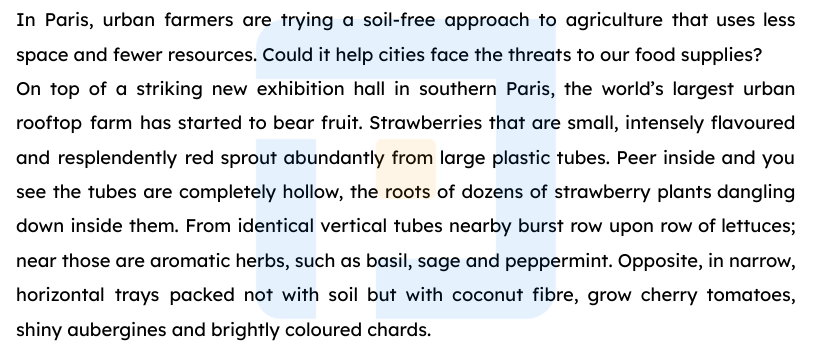 In Paris, urban farmers are trying a soil-free approach to agriculture that uses less
space and fewer resources. Could it help cities face the threats to our food supplies?
On top of a striking new exhibition hall in southern Paris, the world’s largest urban
rooftop farm has started to bear fruit. Strawberries that are small, intensely flavoured
and resplendently red sprout abundantly from large plastic tubes. Peer inside and you
see the tubes are completely hollow, the roots of dozens of strawberry plants dangling
down inside them. From identical vertical tubes nearby burst row upon row of lettuces;
near those are aromatic herbs, such as basil, sage and peppermint. Opposite, in narrow,
horizontal trays packed not with soil but with coconut fibre, grow cherry tomatoes,
shiny aubergines and brightly coloured chards.